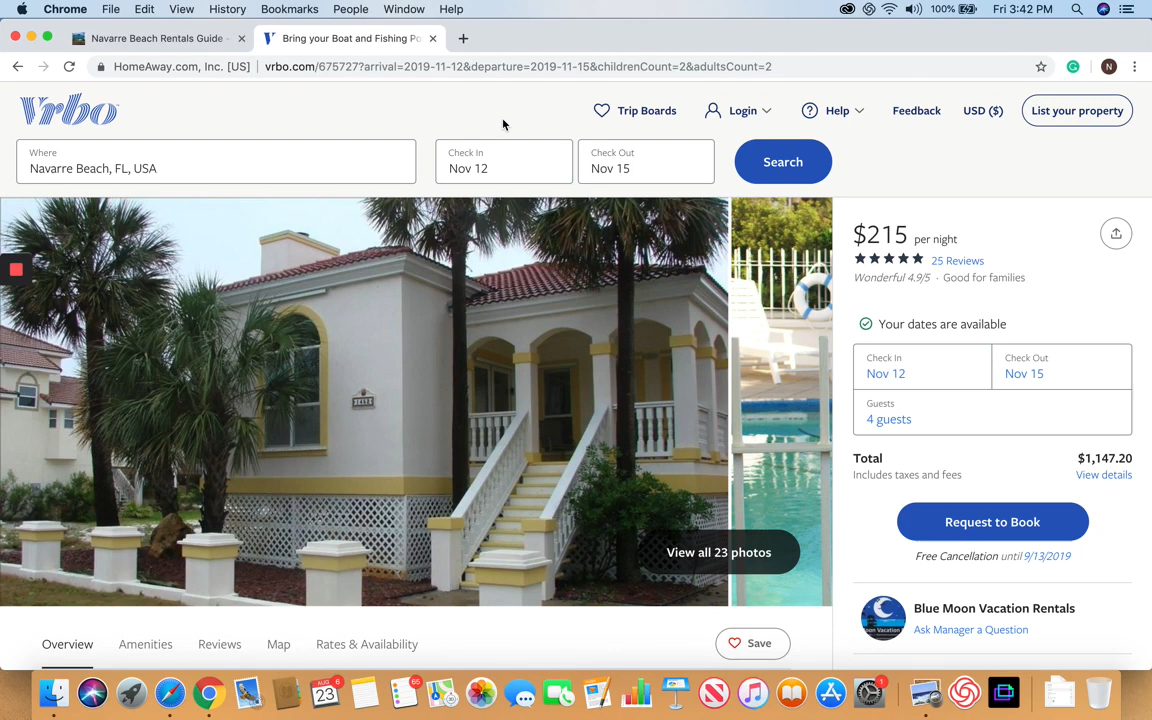 Chrome File Edit View History Bookmarks People Window Help 100% Fri 3:42 PM
Navarre Beach Rentals Guide - Bring your Boat and Fishing Po
HomeAway.com, Inc. [US] vrbo.com/675727?arrival=2019-11-12&departure=2019-11-15&childrenCount=2&adultsCount=2 N
Vrbo Trip Boards Login Help Feedback USD ($) List your property
Where Check In Check Out
Navarre Beach, FL, USA Nov 12 Nov 15 Search
$215 per night
25 Reviews
Wonderful 4.9/5 · Good for families
Your dates are available
Check In Check Out
Nov 12 Nov 15
Guests
4 guests
Total $1,147.20
Includes taxes and fees View details
Request to Book
View all 23 photos
Free Cancellation until 9/13/2019
Blue Moon Vacation Rentals
Ask Manager a Question
Overview Amenities Reviews Map Rates & Availability Save
AUG 6 65 1
23